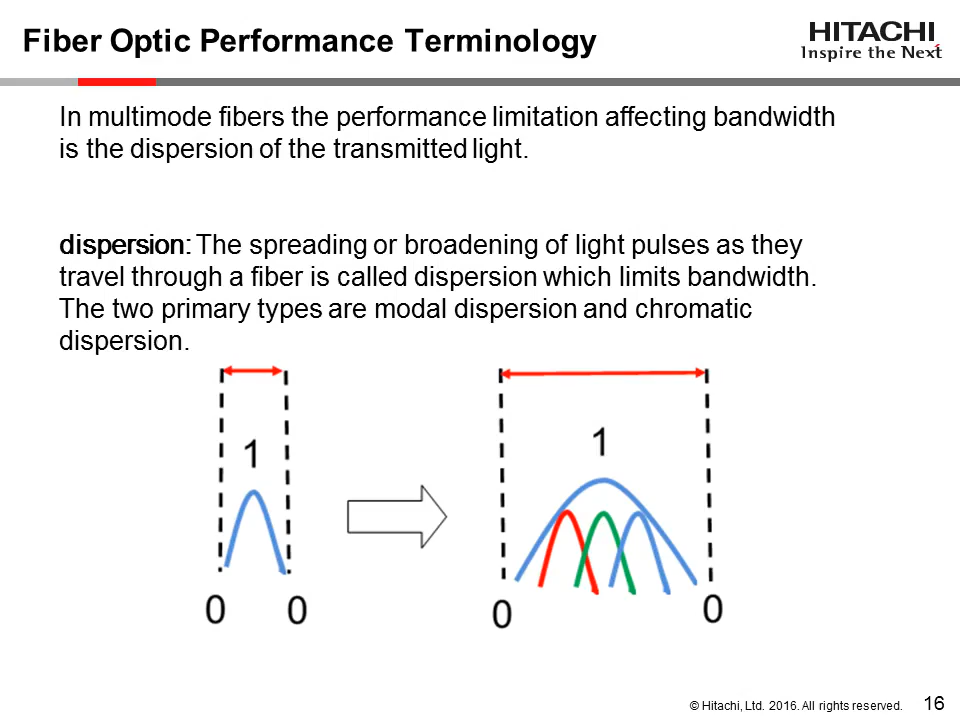 Fiber Optic Performance Terminology
HITACHI
Inspire the Next
In multimode fibers the performance limitation affecting bandwidth
is the dispersion of the transmitted light.
dispersion: The spreading or broadening of light pulses as they
travel through a fiber is called dispersion which limits bandwidth.
The two primary types are modal dispersion and chromatic
dispersion.
1
1
0 0
0 0
© Hitachi, Ltd. 2016. All rights reserved. 16